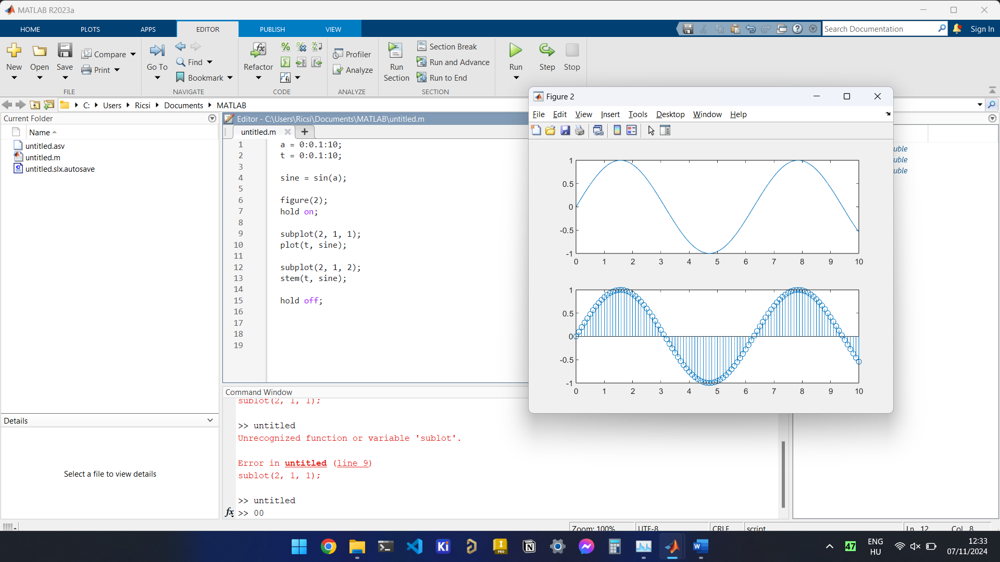 MATLAB R2023a
HOME PLOTS APPS EDITOR PUBLISH VIEW
Search Documentation
Sign In
New Open Save Compare Print
FILE
Go To Find Bookmark
NAVIGATE
Refactor
CODE
Profiler
Analyze
ANALYZE
Run Section
Section Break
Run and Advance
Run to End
SECTION
Run Step Stop
C: Users Ricsi Documents MATLAB
Current Folder
Name
untitled.asv
untitled.m
untitled.slx.autosave
Details
Select a file to view details
Editor - C:\Users\Ricsi\Documents\MATLAB\untitled.m
untitled.m
1 a = 0:0.1:10;
2 t = 0:0.1:10;
3
4 sine = sin(a);
5
6 figure(2);
7 hold on;
8
9 subplot(2, 1, 1);
10 plot(t, sine);
11
12 subplot(2, 1, 2);
13 stem(t, sine);
14
15 hold off;
16
17
18
19
Command Window
sublot(2, 1, 1);
>> untitled
Unrecognized function or variable 'sublot'.
Error in untitled (line 9)
sublot(2, 1, 1);
>> untitled
fx >> 00
Figure 2
File Edit View Insert Tools Desktop Window Help
1
0.5
0
-0.5
-1
0 1 2 3 4 5 6 7 8 9 10
1
0.5
0
-0.5
-1
0 1 2 3 4 5 6 7 8 9 10
uble
uble
uble
Zoom: 100% UTF-8 CRLF script Ln 12 Col 8
47
ENG
HU
12:33
07/11/2024